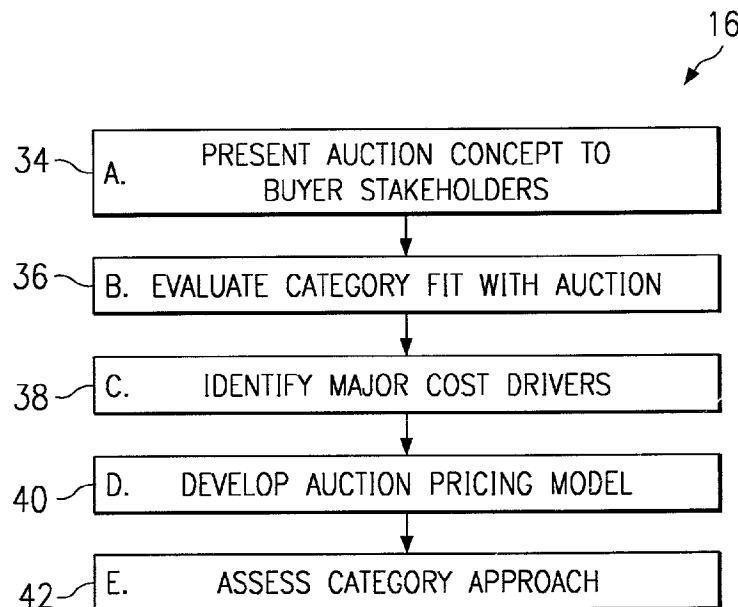 16
34
A. PRESENT AUCTION CONCEPT TO
BUYER STAKEHOLDERS
36
B. EVALUATE CATEGORY FIT WITH AUCTION
38
C. IDENTIFY MAJOR COST DRIVERS
40
D. DEVELOP AUCTION PRICING MODEL
42
E. ASSESS CATEGORY APPROACH